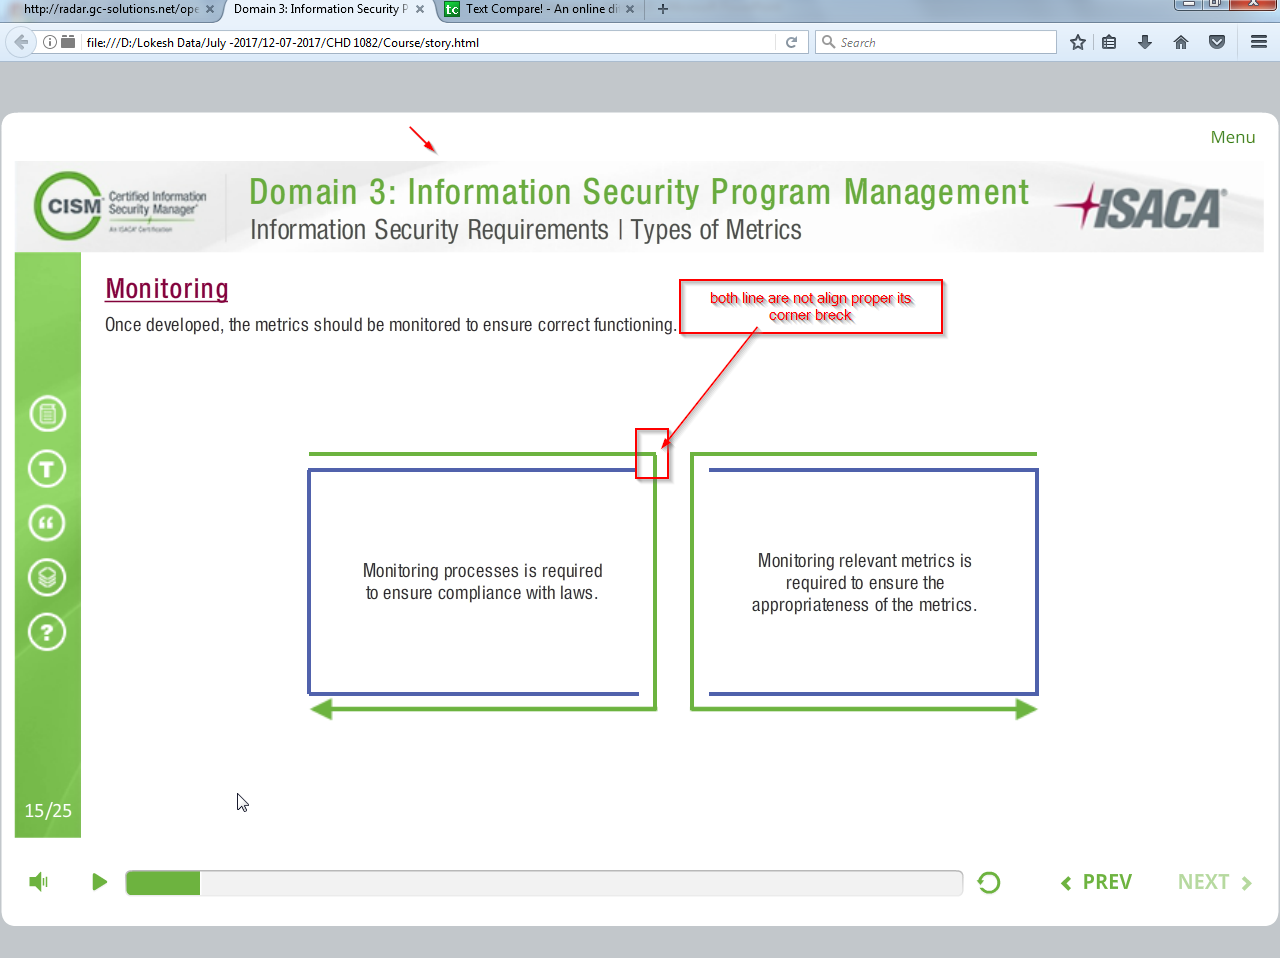 http://radar.gc-solutions.net/ope
Domain 3: Information Security P
tc Text Compare! - An online di
file:///D:/Lokesh Data/July -2017/12-07-2017/CHD 1082/Course/story.html
Search
Menu
CISM Certified Information Security Manager®
An ISACA® Certification
Domain 3: Information Security Program Management
ISACA®
Information Security Requirements | Types of Metrics
Monitoring
Once developed, the metrics should be monitored to ensure correct functioning.
both line are not align proper its
corner breck
T
“
?
Monitoring processes is required
to ensure compliance with laws.
Monitoring relevant metrics is
required to ensure the
appropriateness of the metrics.
15/25
PREV
NEXT